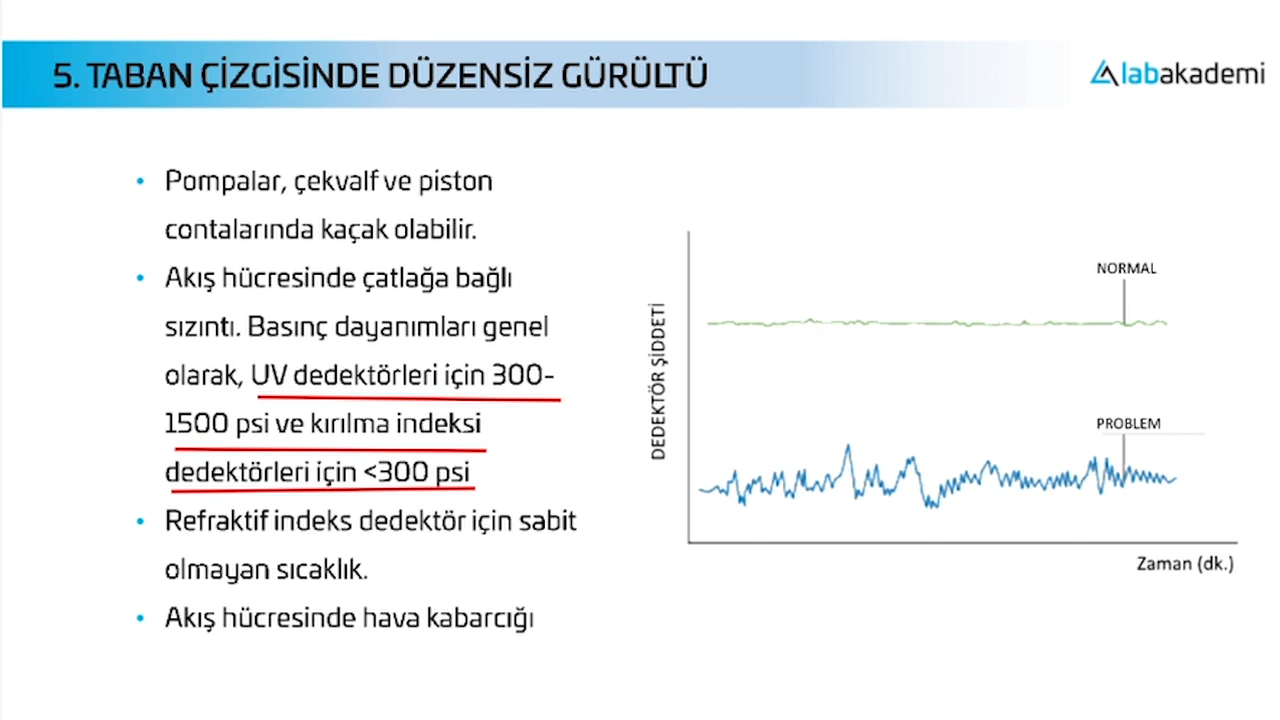 5. TABAN ÇİZGİSİNDE DÜZENSİZ GÜRÜLTÜ
labakademi
• Pompalar, çekvalf ve piston
contalarında kaçak olabilir.
• Akış hücresinde çatlağa bağlı
sızıntı. Basınç dayanımları genel
olarak, UV dedektörleri için 300-
1500 psi ve kırılma indeksi
dedektörleri için <300 psi
• Refraktif indeks dedektör için sabit
olmayan sıcaklık.
• Akış hücresinde hava kabarcığı
DEDEKTÖR ŞİDDETİ
NORMAL
PROBLEM
Zaman (dk.)